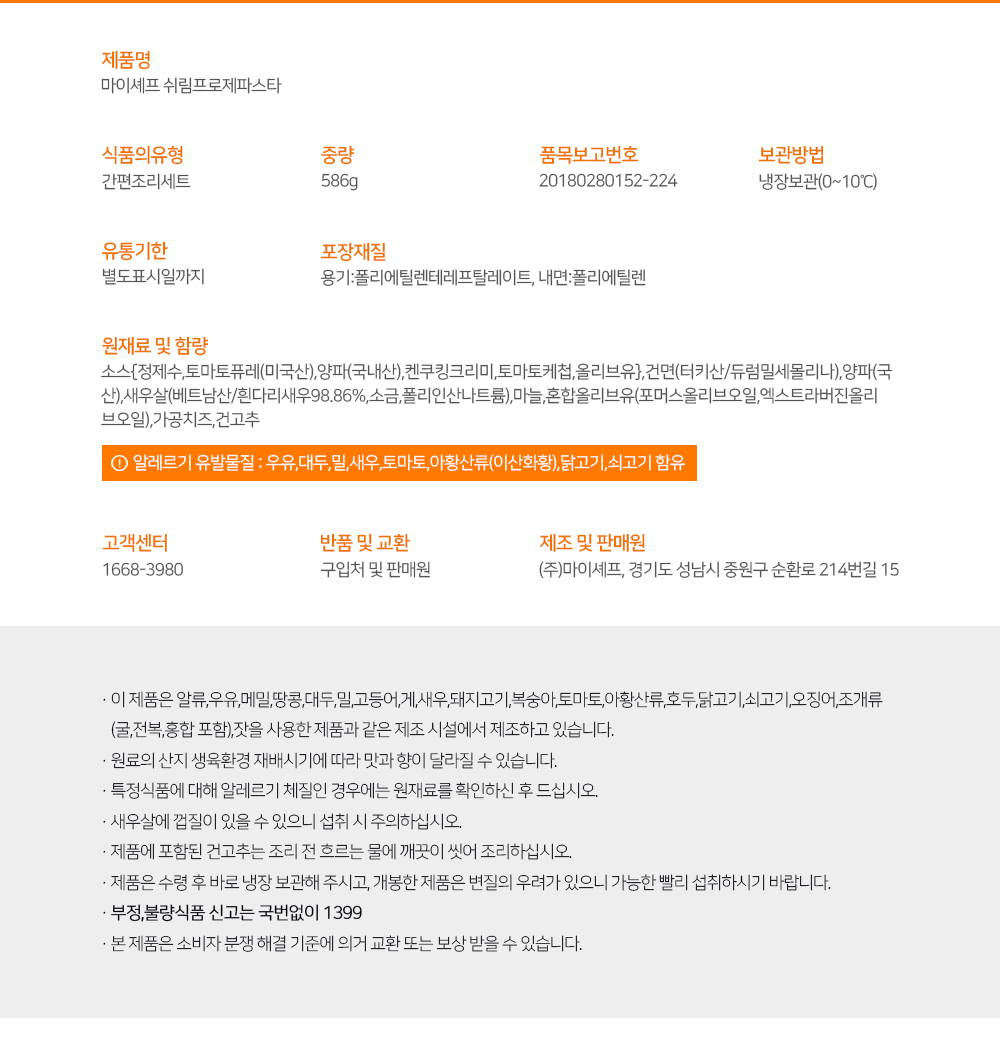 제품명
마이셰프 쉬림프로제파스타
식품의유형
간편조리세트
중량
586g
품목보고번호
20180280152-224
보관방법
냉장보관(0~10℃)
유통기한
별도표시일까지
포장재질
용기:폴리에틸렌테레프탈레이트, 내면:폴리에틸렌
원재료 및 함량
소스{정제수,토마토퓨레(미국산),양파(국내산),켄쿠킹크리미,토마토케첩,올리브유},건면(터키산/듀럼밀세몰리나),양파(국
산),새우살(베트남산/흰다리새우98.86%,소금,폴리인산나트륨),마늘,혼합올리브유(포머스올리브오일,엑스트라버진올리
브오일),가공치즈,건고추
알레르기 유발물질 : 우유,대두,밀,새우,토마토,아황산류(이산화황),닭고기,쇠고기 함유
고객센터
1668-3980
반품 및 교환
구입처 및 판매원
제조 및 판매원
(주)마이셰프, 경기도 성남시 중원구 순환로 214번길 15
· 이 제품은 알류,우유,메밀,땅콩,대두,밀,고등어,게,새우,돼지고기,복숭아,토마토,아황산류,호두,닭고기,쇠고기,오징어,조개류
(굴,전복,홍합 포함),잣을 사용한 제품과 같은 제조 시설에서 제조하고 있습니다.
· 원료의 산지 생육환경 재배시기에 따라 맛과 향이 달라질 수 있습니다.
· 특정식품에 대해 알레르기 체질인 경우에는 원재료를 확인하신 후 드십시오.
· 새우살에 껍질이 있을 수 있으니 섭취 시 주의하십시오.
· 제품에 포함된 건고추는 조리 전 흐르는 물에 깨끗이 씻어 조리하십시오.
· 제품은 수령 후 바로 냉장 보관해 주시고, 개봉한 제품은 변질의 우려가 있으니 가능한 빨리 섭취하시기 바랍니다.
· 부정,불량식품 신고는 국번없이 1399
· 본 제품은 소비자 분쟁 해결 기준에 의거 교환 또는 보상 받을 수 있습니다.